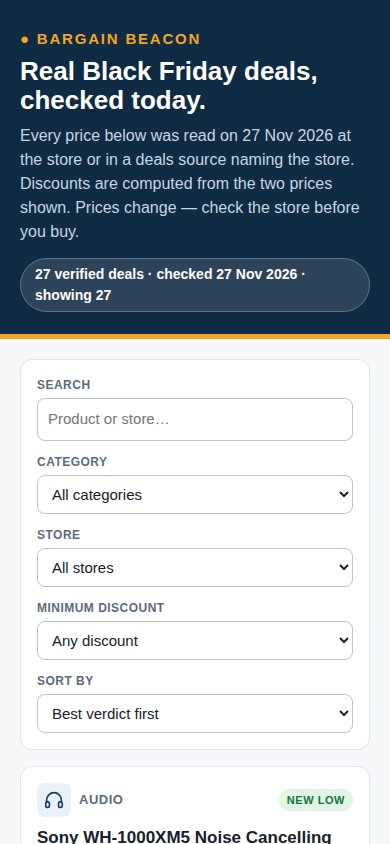 ● BARGAIN BEACON
Real Black Friday deals,
checked today.
Every price below was read on 27 Nov 2026 at
the store or in a deals source naming the store.
Discounts are computed from the two prices
shown. Prices change — check the store before
you buy.
27 verified deals · checked 27 Nov 2026 ·
showing 27
SEARCH
Product or store…
CATEGORY
All categories
STORE
All stores
MINIMUM DISCOUNT
Any discount
SORT BY
Best verdict first
AUDIO
NEW LOW
Sony WH-1000XM5 Noise Cancelling